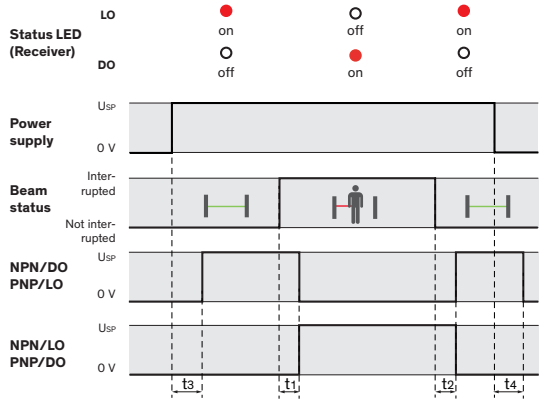 LO
Status LED
(Receiver)
on
off
on
DO
off
on
off
Power
supply
USP
0 V
Beam
status
Inter-
rupted
Not inter-
rupted
NPN/DO
PNP/LO
USP
0 V
NPN/LO
PNP/DO
USP
0 V
t3
t1
t2
t4